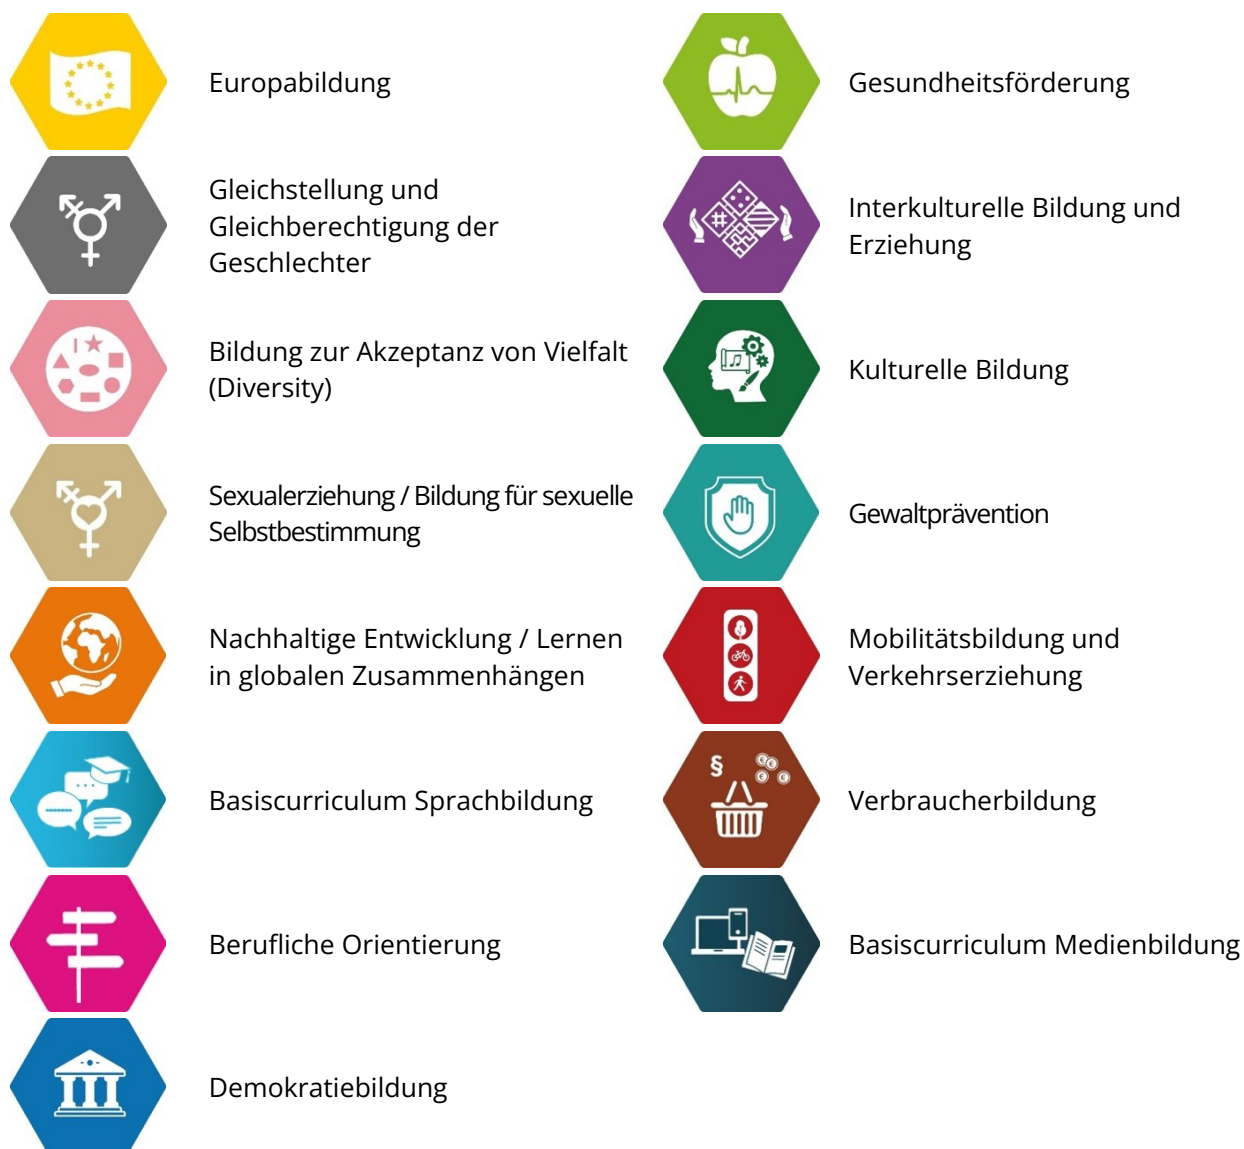 Europabildung
Gesundheitsförderung
Gleichstellung und
Gleichberechtigung der
Geschlechter
Interkulturelle Bildung und
Erziehung
Bildung zur Akzeptanz von Vielfalt
(Diversity)
Kulturelle Bildung
Sexualerziehung / Bildung für sexuelle
Selbstbestimmung
Gewaltprävention
Nachhaltige Entwicklung / Lernen
in globalen Zusammenhängen
Mobilitätsbildung und
Verkehrserziehung
Basiscurriculum Sprachbildung
§
Verbraucherbildung
Berufliche Orientierung
Basiscurriculum Medienbildung
Demokratiebildung